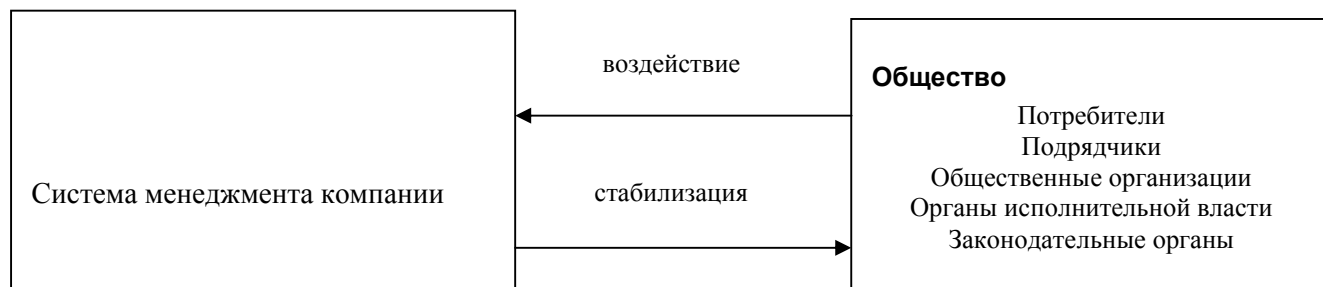 воздействие
Общество
Потребители
Подрядчики
Общественные организации
Органы исполнительной власти
Законодательные органы
Система менеджмента компании
стабилизация